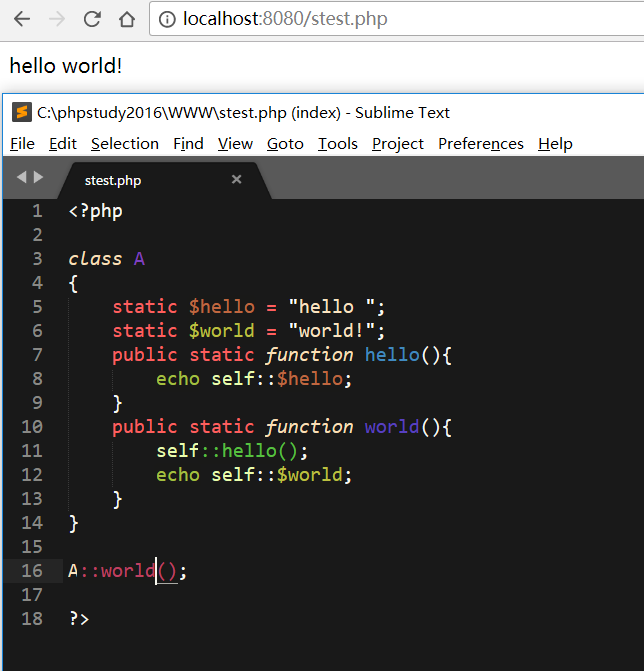 localhost:8080/stest.php
hello world!
C:\phpstudy2016\WWW\stest.php (index) - Sublime Text
File Edit Selection Find View Goto Tools Project Preferences Help
stest.php ×
1 <?php
2
3 class A
4 {
5     static $hello = "hello ";
6     static $world = "world!";
7     public static function hello(){
8         echo self::$hello;
9     }
10     public static function world(){
11         self::hello();
12         echo self::$world;
13     }
14 }
15
16 A::world();
17
18 ?>